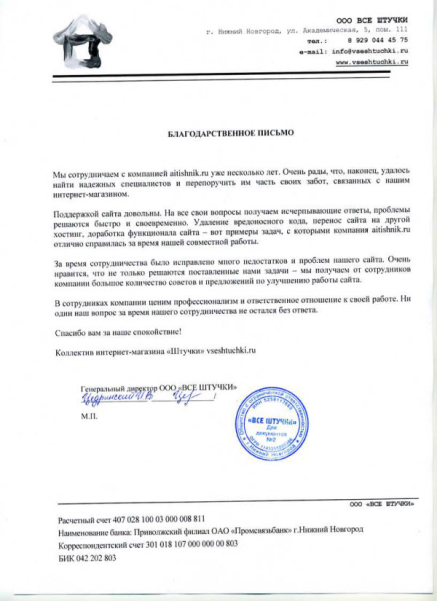 ООО ВСЕ ШТУЧКИ
г. Нижний Новгород, ул. Академическая, 5, пом. 111
тел.: 8 929 044 45 75
e-mail: info@vseshtuchki.ru
www.vseshtuchki.ru
БЛАГОДАРСТВЕННОЕ ПИСЬМО
Мы сотрудничаем с компанией aitishnik.ru уже несколько лет. Очень рады, что, наконец, удалось
найти надежных специалистов и перепоручить им часть своих забот, связанных с нашим
интернет-магазином.
Поддержкой сайта довольны. На все свои вопросы получаем исчерпывающие ответы, проблемы
решаются быстро и своевременно. Удаление вредоносного кода, перенос сайта на другой
хостинг, доработка функционала сайта – вот примеры задач, с которыми компания aitishnik.ru
отлично справилась за время нашей совместной работы.
За время сотрудничества было исправлено много недостатков и проблем нашего сайта. Очень
нравится, что не только решаются поставленные нами задачи – мы получаем от сотрудников
компании большое количество советов и предложений по улучшению работы сайта.
В сотрудниках компании ценим профессионализм и ответственное отношение к своей работе. Ни
один наш вопрос за время нашего сотрудничества не остался без ответа.
Спасибо вам за наше спокойствие!
Коллектив интернет-магазина «Штучки» vseshtuchki.ru
Генеральный директор ООО «ВСЕ ШТУЧКИ»
М.П.
«ВСЕ ШТУЧКИ»
Для
документов
№2
ООО «ВСЕ ШТУЧКИ»
Расчетный счет 407 028 100 03 000 008 811
Наименование банка: Приволжский филиал ОАО «Промсвязьбанк» г.Нижний Новгород
Корреспондентский счет 301 018 107 000 000 00 803
БИК 042 202 803